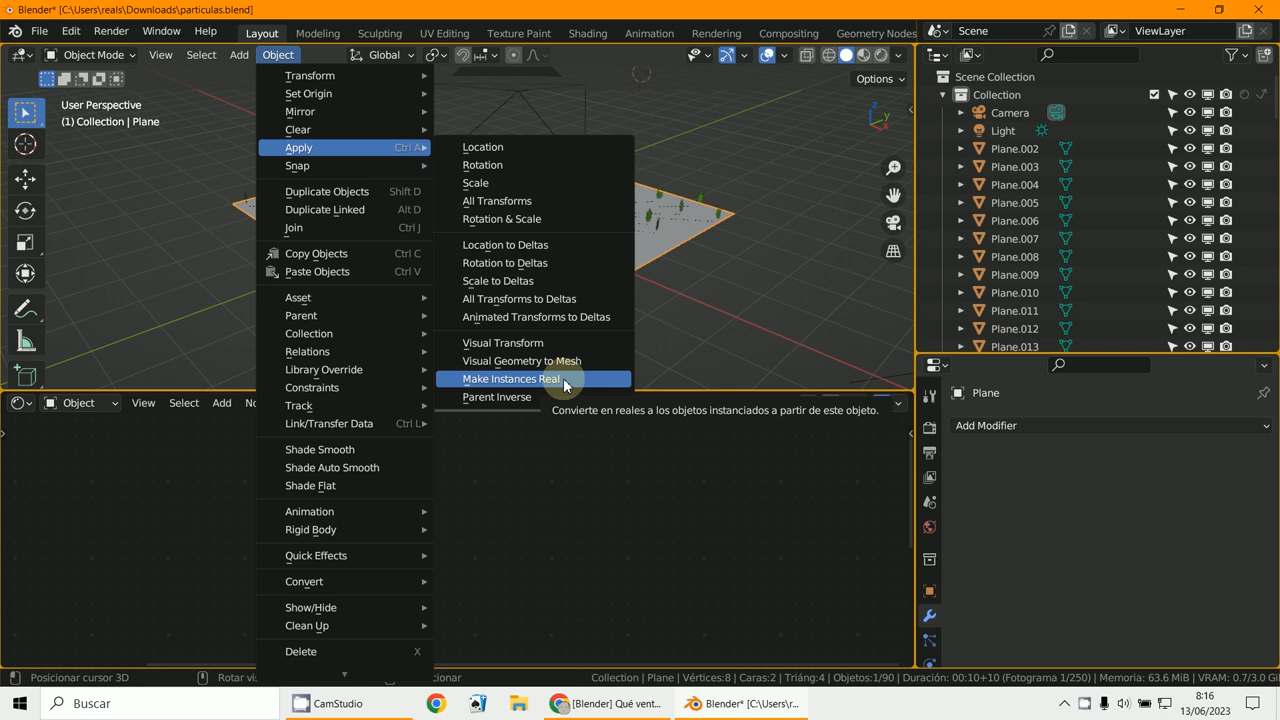 Blender* [C:\Users\reals\Downloads\particulas.blend]
File Edit Render Window Help Layout Modeling Sculpting UV Editing Texture Paint Shading Animation Rendering Compositing Geometry Nodes Scene ViewLayer
Object Mode View Select Add Object Global
Options
User Perspective
(1) Collection | Plane
Z
Y
X
Transform
Set Origin
Mirror
Clear
Apply Ctrl A
Snap
Duplicate Objects Shift D
Duplicate Linked Alt D
Join Ctrl J
Copy Objects Ctrl C
Paste Objects Ctrl V
Asset
Parent
Collection
Relations
Library Override
Constraints
Track
Link/Transfer Data Ctrl L
Shade Smooth
Shade Auto Smooth
Shade Flat
Animation
Rigid Body
Quick Effects
Convert
Show/Hide
Clean Up
Delete X
Location
Rotation
Scale
All Transforms
Rotation & Scale
Location to Deltas
Rotation to Deltas
Scale to Deltas
All Transforms to Deltas
Animated Transforms to Deltas
Visual Transform
Visual Geometry to Mesh
Make Instances Real
Parent Inverse
Convierte en reales a los objetos instanciados a partir de este objeto.
Object View Select Add No
Scene Collection
Collection
Camera
Light
Plane.002
Plane.003
Plane.004
Plane.005
Plane.006
Plane.007
Plane.008
Plane.009
Plane.010
Plane.011
Plane.012
Plane.013
Plane
Add Modifier
Posicionar cursor 3D Rotar vis cionar Collection | Plane | Vértices:8 | Caras:2 | Triáng:4 | Objetos:1/90 | Duración: 00:10+10 (Fotograma 1/250) | Memoria: 63.6 MiB | VRAM: 0.7/3.0 Gi
Buscar CamStudio [Blender] Qué vent... Blender* [C:\Users\r...
8:16
13/06/2023